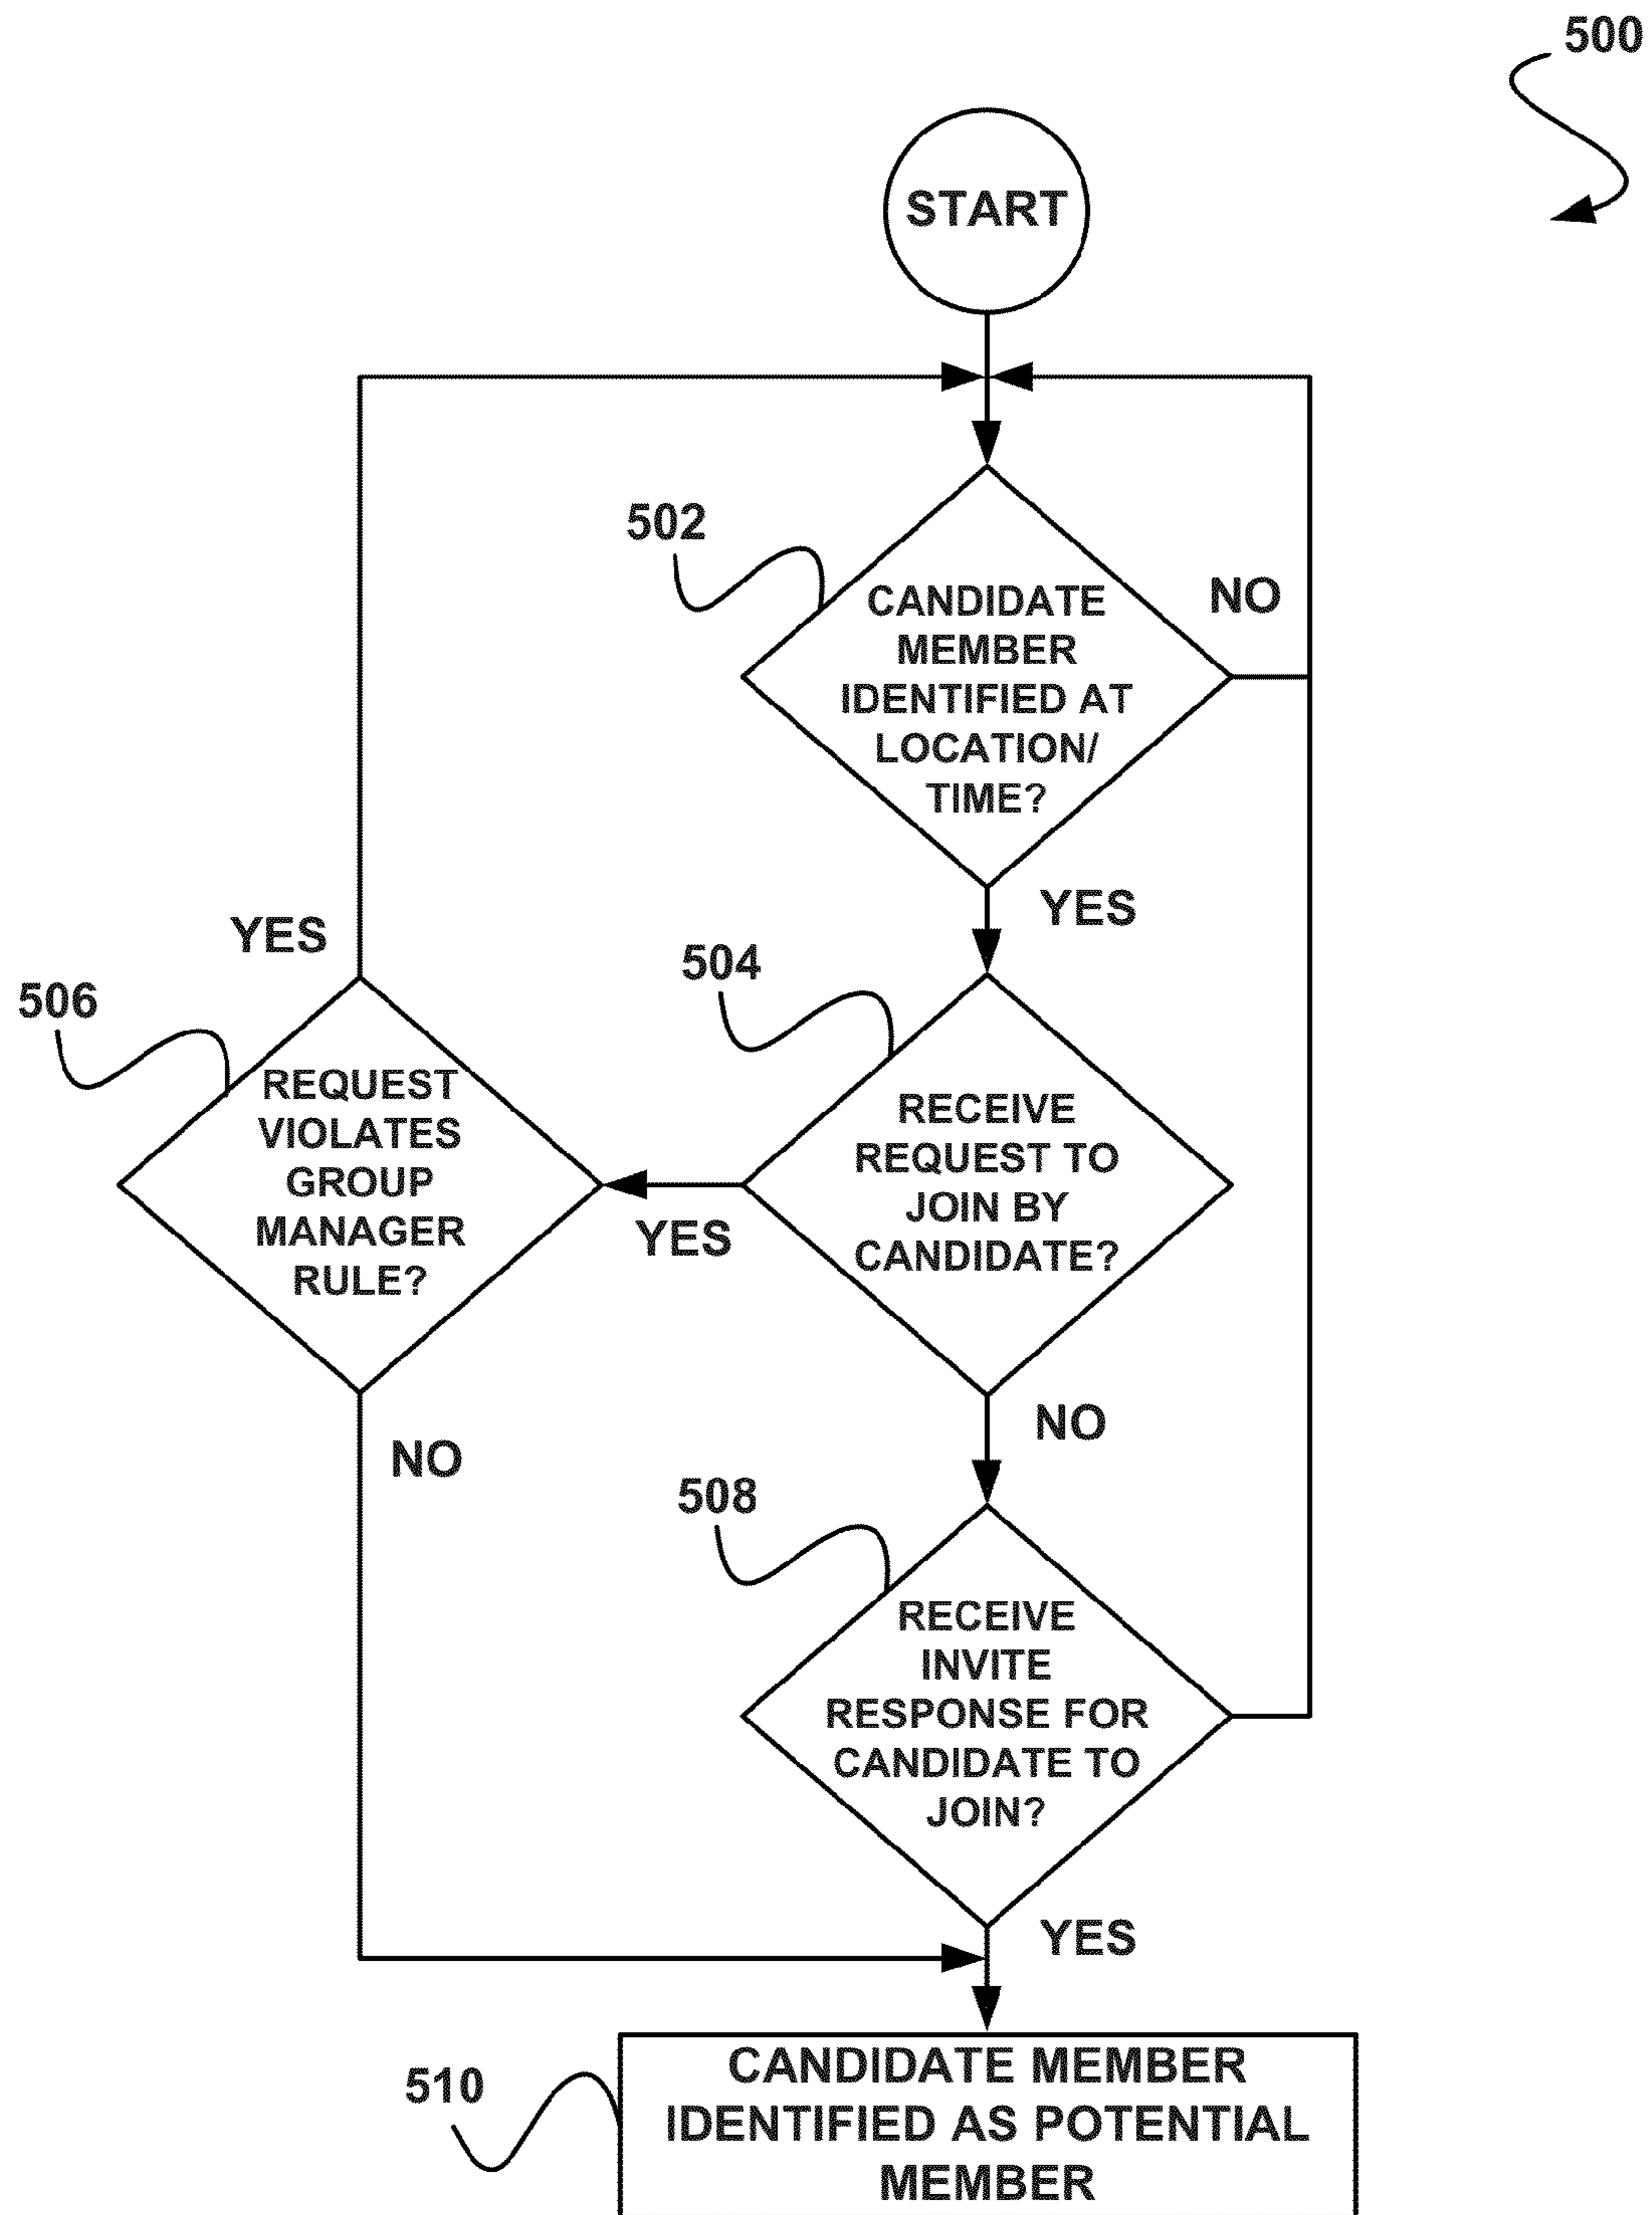 500
START
502
CANDIDATE
MEMBER
IDENTIFIED AT
LOCATION/
TIME?
NO
YES
504
RECEIVE
REQUEST TO
JOIN BY
CANDIDATE?
YES
YES
506
REQUEST
VIOLATES
GROUP
MANAGER
RULE?
NO
NO
508
RECEIVE
INVITE
RESPONSE FOR
CANDIDATE TO
JOIN?
YES
510
CANDIDATE MEMBER
IDENTIFIED AS POTENTIAL
MEMBER